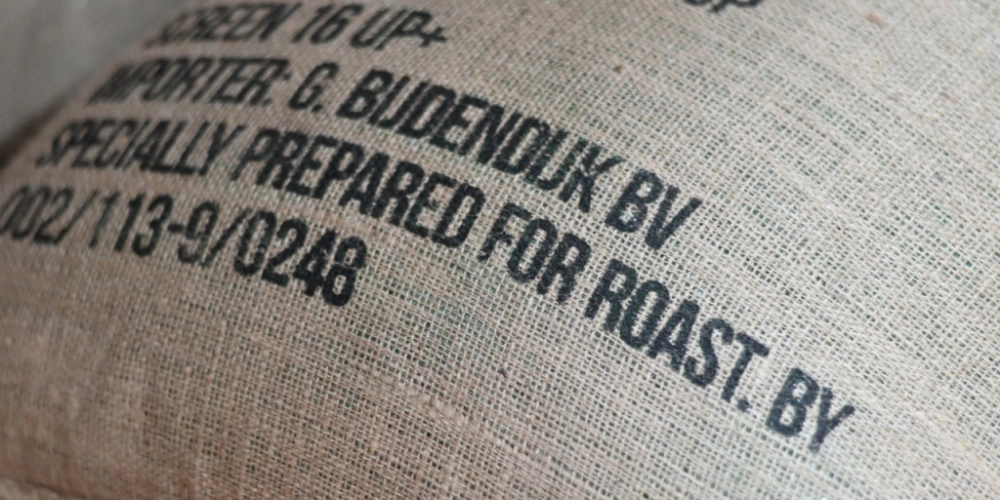 SCREEN 16 UP+
IMPORTER: G. BIJDENDIJK BV
SPECIALLY PREPARED FOR ROAST. BY
002/113-9/0248